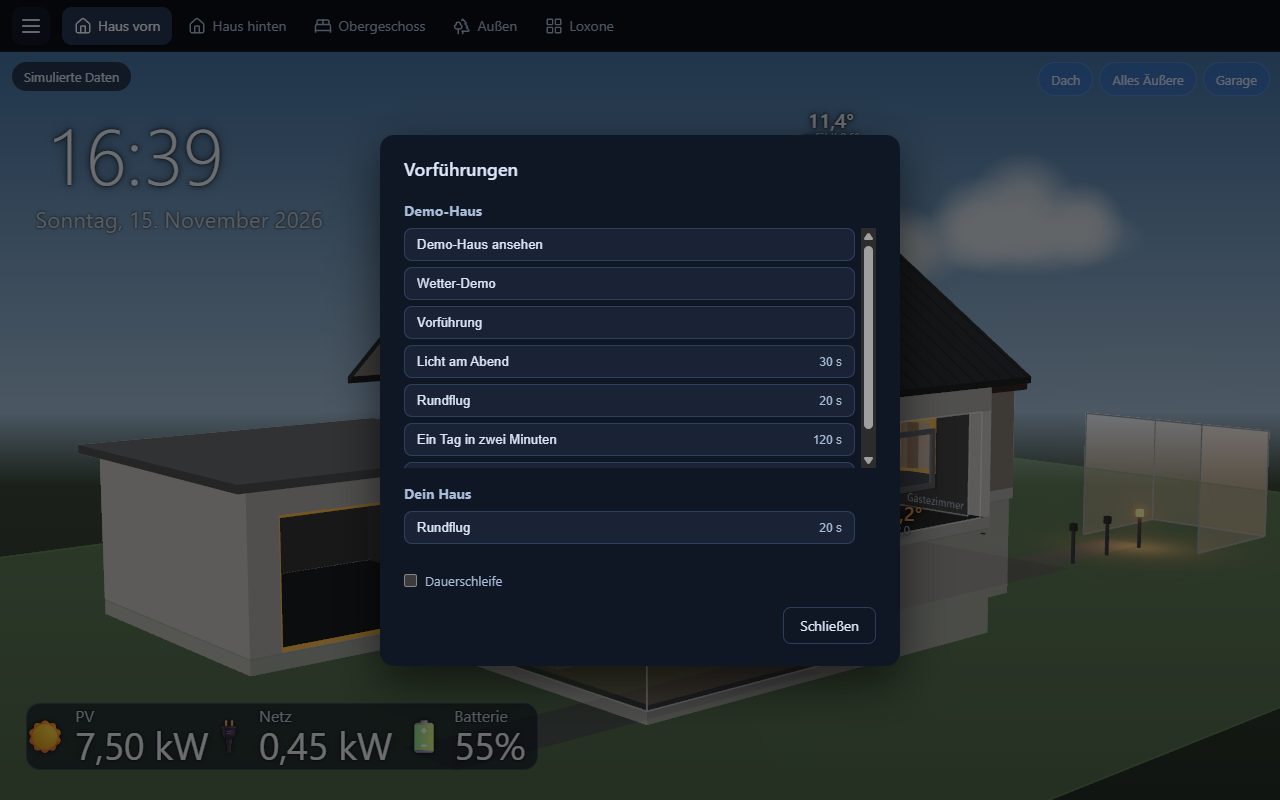 Haus vorn
Haus hinten
Obergeschoss
Außen
Loxone
Simulierte Daten
Dach
Alles Äußere
Garage
16:39
Sonntag, 15. November 2026
11,4°
Vorführungen
Demo-Haus
Demo-Haus ansehen
Wetter-Demo
Vorführung
Licht am Abend 30 s
Rundflug 20 s
Ein Tag in zwei Minuten 120 s
Dein Haus
Rundflug 20 s
Dauerschleife
Schließen
Gästezimmer
PV
7,50 kW
Netz
0,45 kW
Batterie
55%